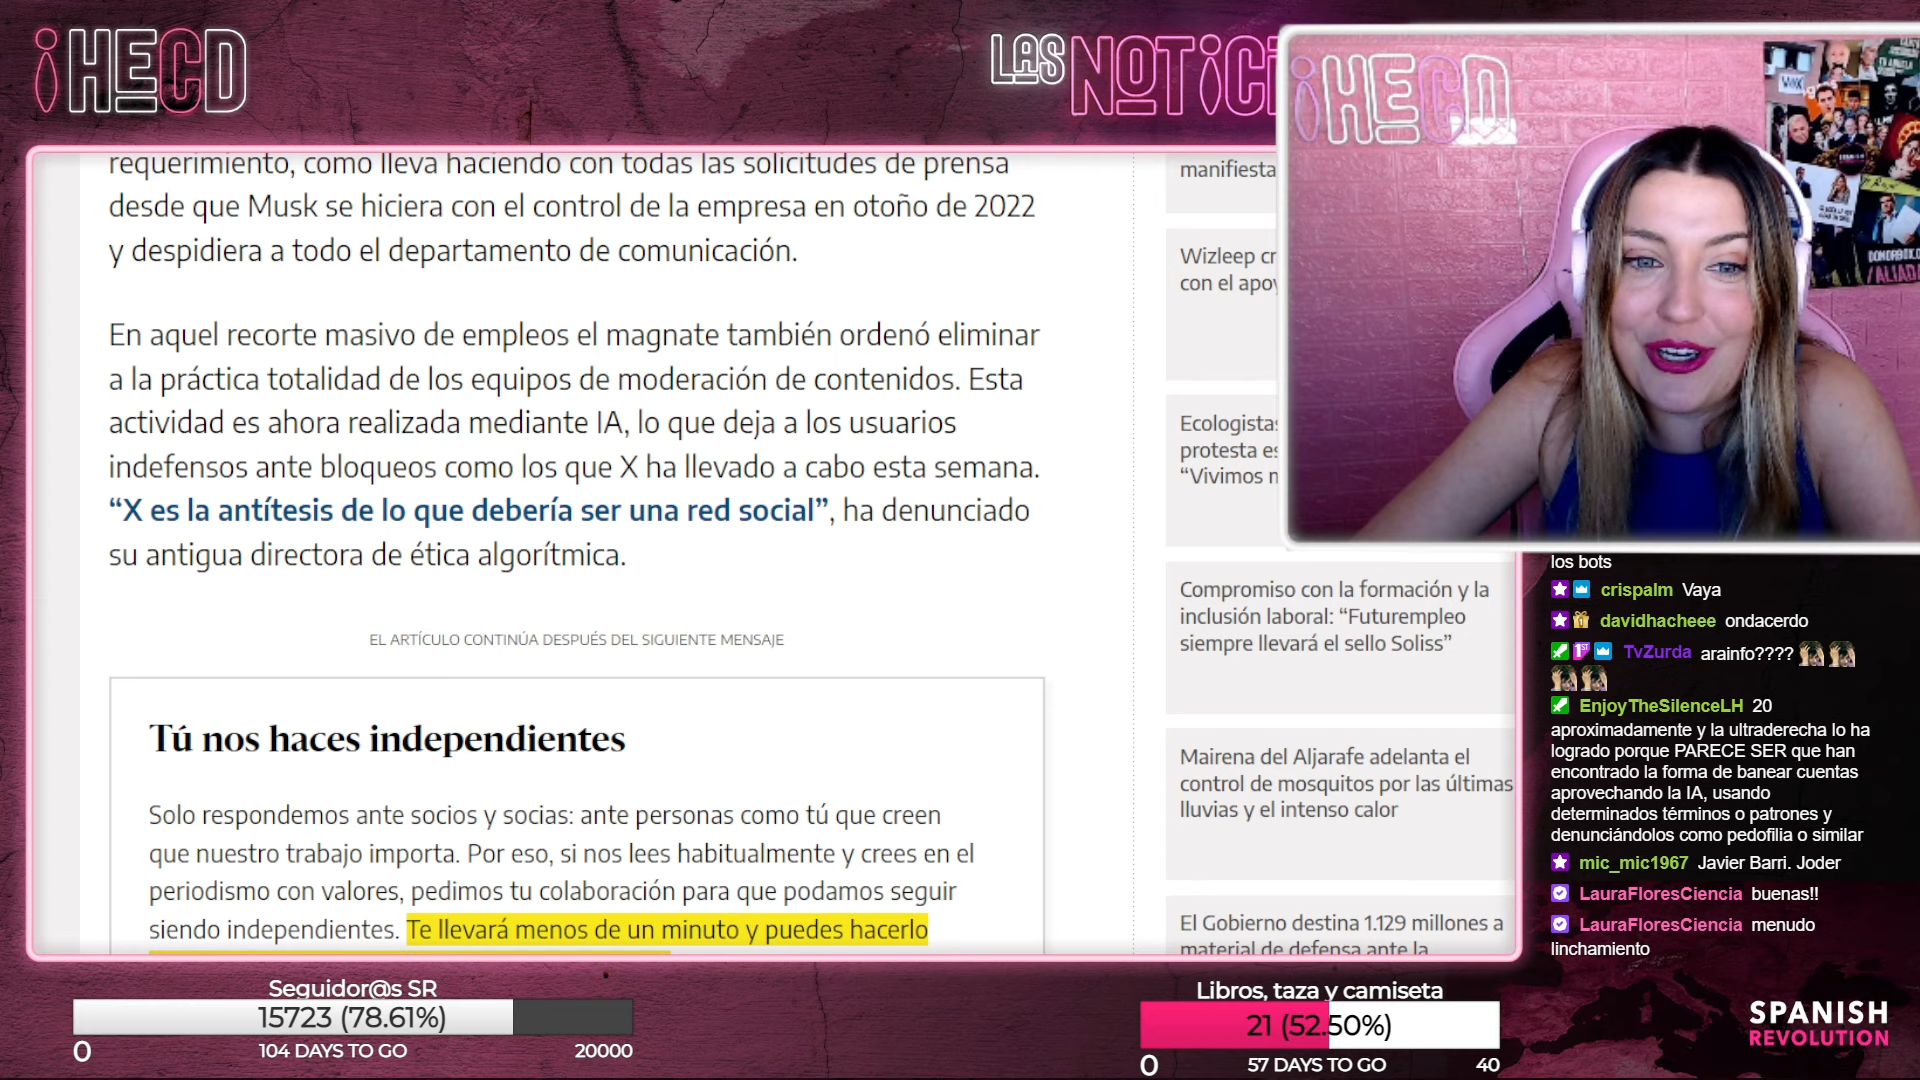 ¡HECD
LAS NOTICI
¡HECD
requerimiento, como lleva haciendo con todas las solicitudes de prensa
desde que Musk se hiciera con el control de la empresa en otoño de 2022
y despidiera a todo el departamento de comunicación.
En aquel recorte masivo de empleos el magnate también ordenó eliminar
a la práctica totalidad de los equipos de moderación de contenidos. Esta
actividad es ahora realizada mediante IA, lo que deja a los usuarios
indefensos ante bloqueos como los que X ha llevado a cabo esta semana.
“X es la antítesis de lo que debería ser una red social”, ha denunciado
su antigua directora de ética algorítmica.
EL ARTÍCULO CONTINÚA DESPUÉS DEL SIGUIENTE MENSAJE
Tú nos haces independientes
Solo respondemos ante socios y socias: ante personas como tú que creen
que nuestro trabajo importa. Por eso, si nos lees habitualmente y crees en el
periodismo con valores, pedimos tu colaboración para que podamos seguir
siendo independientes. Te llevará menos de un minuto y puedes hacerlo
manifiesta
Wizleep cr
con el apoy
Ecologistas
protesta es
“Vivimos n
Compromiso con la formación y la
inclusión laboral: “Futurempleo
siempre llevará el sello Soliss”
Mairena del Aljarafe adelanta el
control de mosquitos por las últimas
lluvias y el intenso calor
El Gobierno destina 1.129 millones a
material de defensa ante la
los bots
crispalm Vaya
davidhacheee ondacerdo
TvZurda arainfo????
EnjoyTheSilenceLH 20
aproximadamente y la ultraderecha lo ha
logrado porque PARECE SER que han
encontrado la forma de banear cuentas
aprovechando la IA, usando
determinados términos o patrones y
denunciándolos como pedofilia o similar
mic_mic1967 Javier Barri. Joder
LauraFloresCiencia buenas!!
LauraFloresCiencia menudo
linchamiento
Seguidor@s SR
15723 (78.61%)
0 104 DAYS TO GO 20000
Libros, taza y camiseta
21 (52.50%)
0 57 DAYS TO GO 40
SPANISH
REVOLUTION